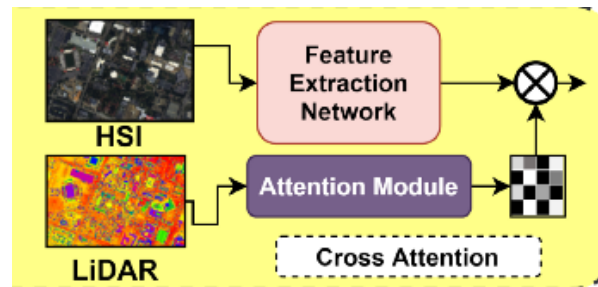 HSI
Feature
Extraction
Network
LiDAR
Attention Module
Cross Attention